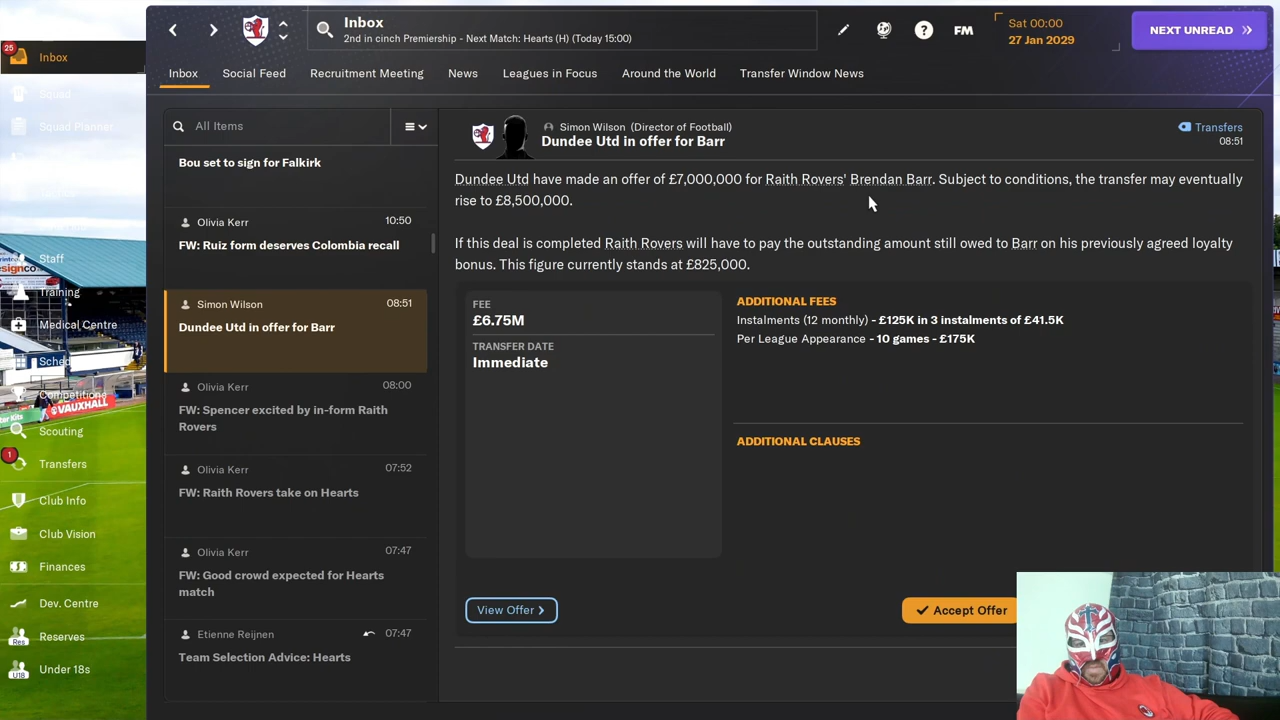 Inbox
2nd in cinch Premiership - Next Match: Hearts (H) (Today 15:00)
FM
Sat 00:00
27 Jan 2029
NEXT UNREAD
25
Inbox
Squad
Squad Planner
Staff
Training
Medical Centre
Sched
Competitions
Scouting
1
Transfers
Club Info
Club Vision
Finances
Dev. Centre
Res
Reserves
U18
Under 18s
designco
VAUXHALL
Inbox
Social Feed
Recruitment Meeting
News
Leagues in Focus
Around the World
Transfer Window News
All Items
Bou set to sign for Falkirk
Olivia Kerr
10:50
FW: Ruiz form deserves Colombia recall
Simon Wilson
08:51
Dundee Utd in offer for Barr
Olivia Kerr
08:00
FW: Spencer excited by in-form Raith
Rovers
Olivia Kerr
07:52
FW: Raith Rovers take on Hearts
Olivia Kerr
07:47
FW: Good crowd expected for Hearts
match
Etienne Reijnen
07:47
Team Selection Advice: Hearts
Simon Wilson (Director of Football)
Dundee Utd in offer for Barr
Transfers
08:51
Dundee Utd have made an offer of £7,000,000 for Raith Rovers' Brendan Barr. Subject to conditions, the transfer may eventually
rise to £8,500,000.
If this deal is completed Raith Rovers will have to pay the outstanding amount still owed to Barr on his previously agreed loyalty
bonus. This figure currently stands at £825,000.
FEE
£6.75M
TRANSFER DATE
Immediate
ADDITIONAL FEES
Instalments (12 monthly) - £125K in 3 instalments of £41.5K
Per League Appearance - 10 games - £175K
ADDITIONAL CLAUSES
View Offer
Accept Offer